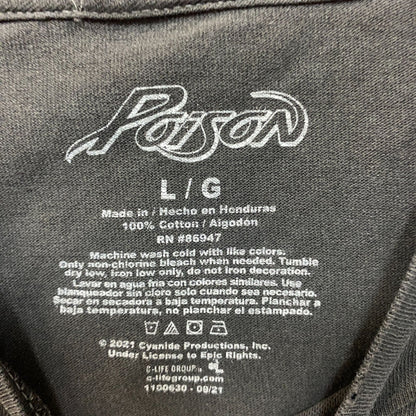 Poison
L / G
Made in / Hecho en Honduras
100% Cotton / Algodón
RN #86947
Machine wash cold with like colors.
Only non-chlorine bleach when needed. Tumble
dry low, iron low only, do not iron decoration.
Lavar en agua fria con colores similares. Use
blanqueador sin cloro solo cuando sea necesario.
Secar en secadora a baja temperatura. Planchar a
baja temperatura, no planchar el estampado.
© 2021 Cyanide Productions, Inc.
Under License to Epic Rights.
C-LIFE GROUP
c-lifegroup.com
1100630 - 09/21